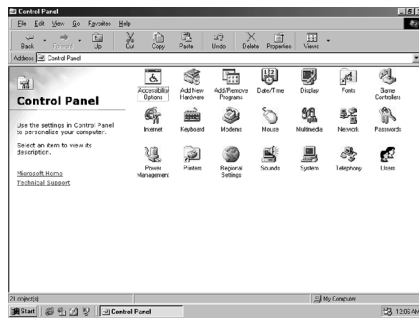 Control Panel
File Edit View Go Favorites Help
Back Forward Up Cut Copy Paste Undo Delete Properties Views
Address Control Panel
Control Panel
Use the settings in Control Panel
to personalize your computer.
Select an item to view its
description.
Microsoft Home
Technical Support
Accessibility Options
Add New Hardware
Add/Remove Programs
Date/Time
Display
Fonts
Game Controllers
Internet
Keyboard
Modems
Mouse
Multimedia
Network
Passwords
Power Management
Printers
Regional Settings
Sounds
System
Telephony
Users
21 object(s) My Computer
Start Control Panel 12:06 AM